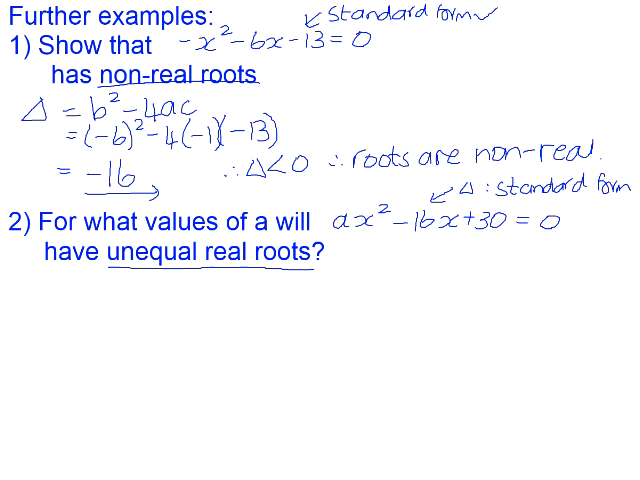 Further examples: ↙ Standard form ✓
1) Show that -x² - 6x - 13 = 0
has non-real roots
Δ = b² - 4ac
= (-6)² - 4(-1)(-13)
= -16 ∴ Δ < 0 ∴ roots are non-real.
↙ Δ : standard form
2) For what values of a will ax² - 16x + 30 = 0
have unequal real roots?